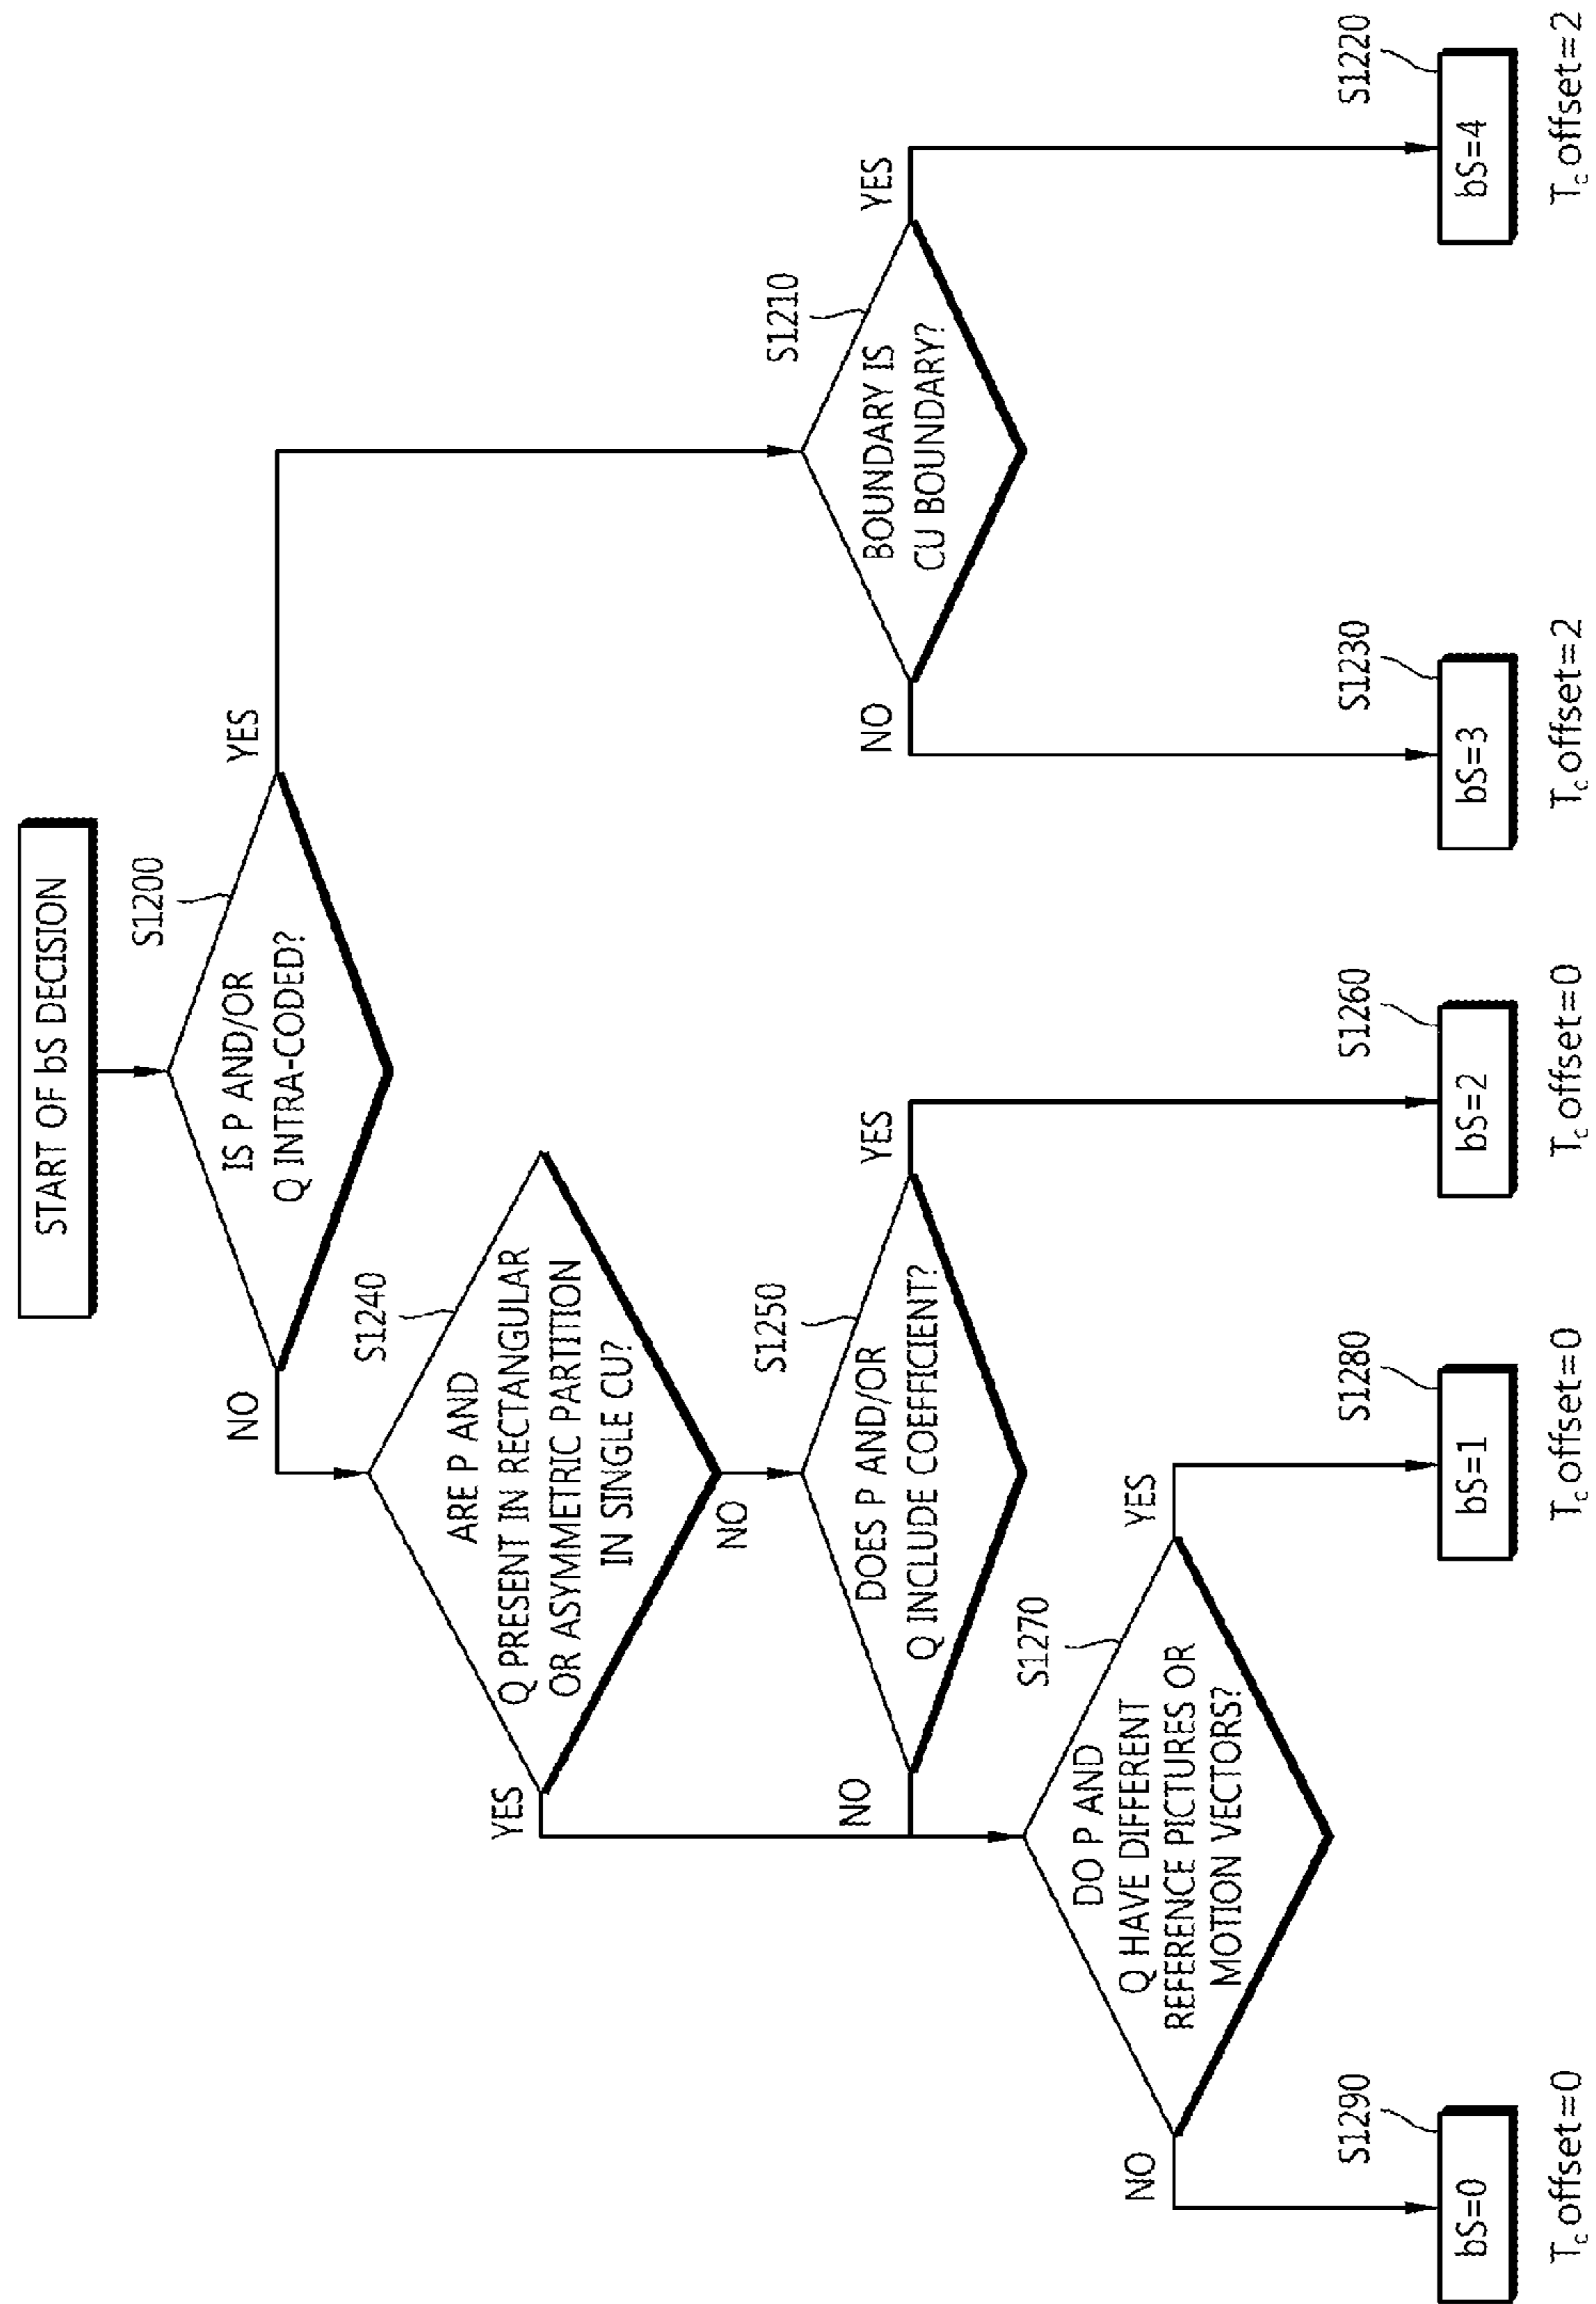 START OF bS DECISION
S1200
IS P AND/OR
Q INTRA-CODED?
NO
YES
S1240
ARE P AND
Q PRESENT IN RECTANGULAR
OR ASYMMETRIC PARTITION
IN SINGLE CU?
YES
NO
S1210
BOUNDARY IS
CU BOUNDARY?
NO
YES
S1250
DOES P AND/OR
Q INCLUDE COEFFICIENT?
NO
YES
S1270
DO P AND
Q HAVE DIFFERENT
REFERENCE PICTURES OR
MOTION VECTORS?
NO
YES
S1290
bS=0
Tc offset=0
S1280
bS=1
Tc offset=0
S1260
bS=2
Tc offset=0
S1230
bS=3
Tc offset=2
S1220
bS=4
Tc offset=2